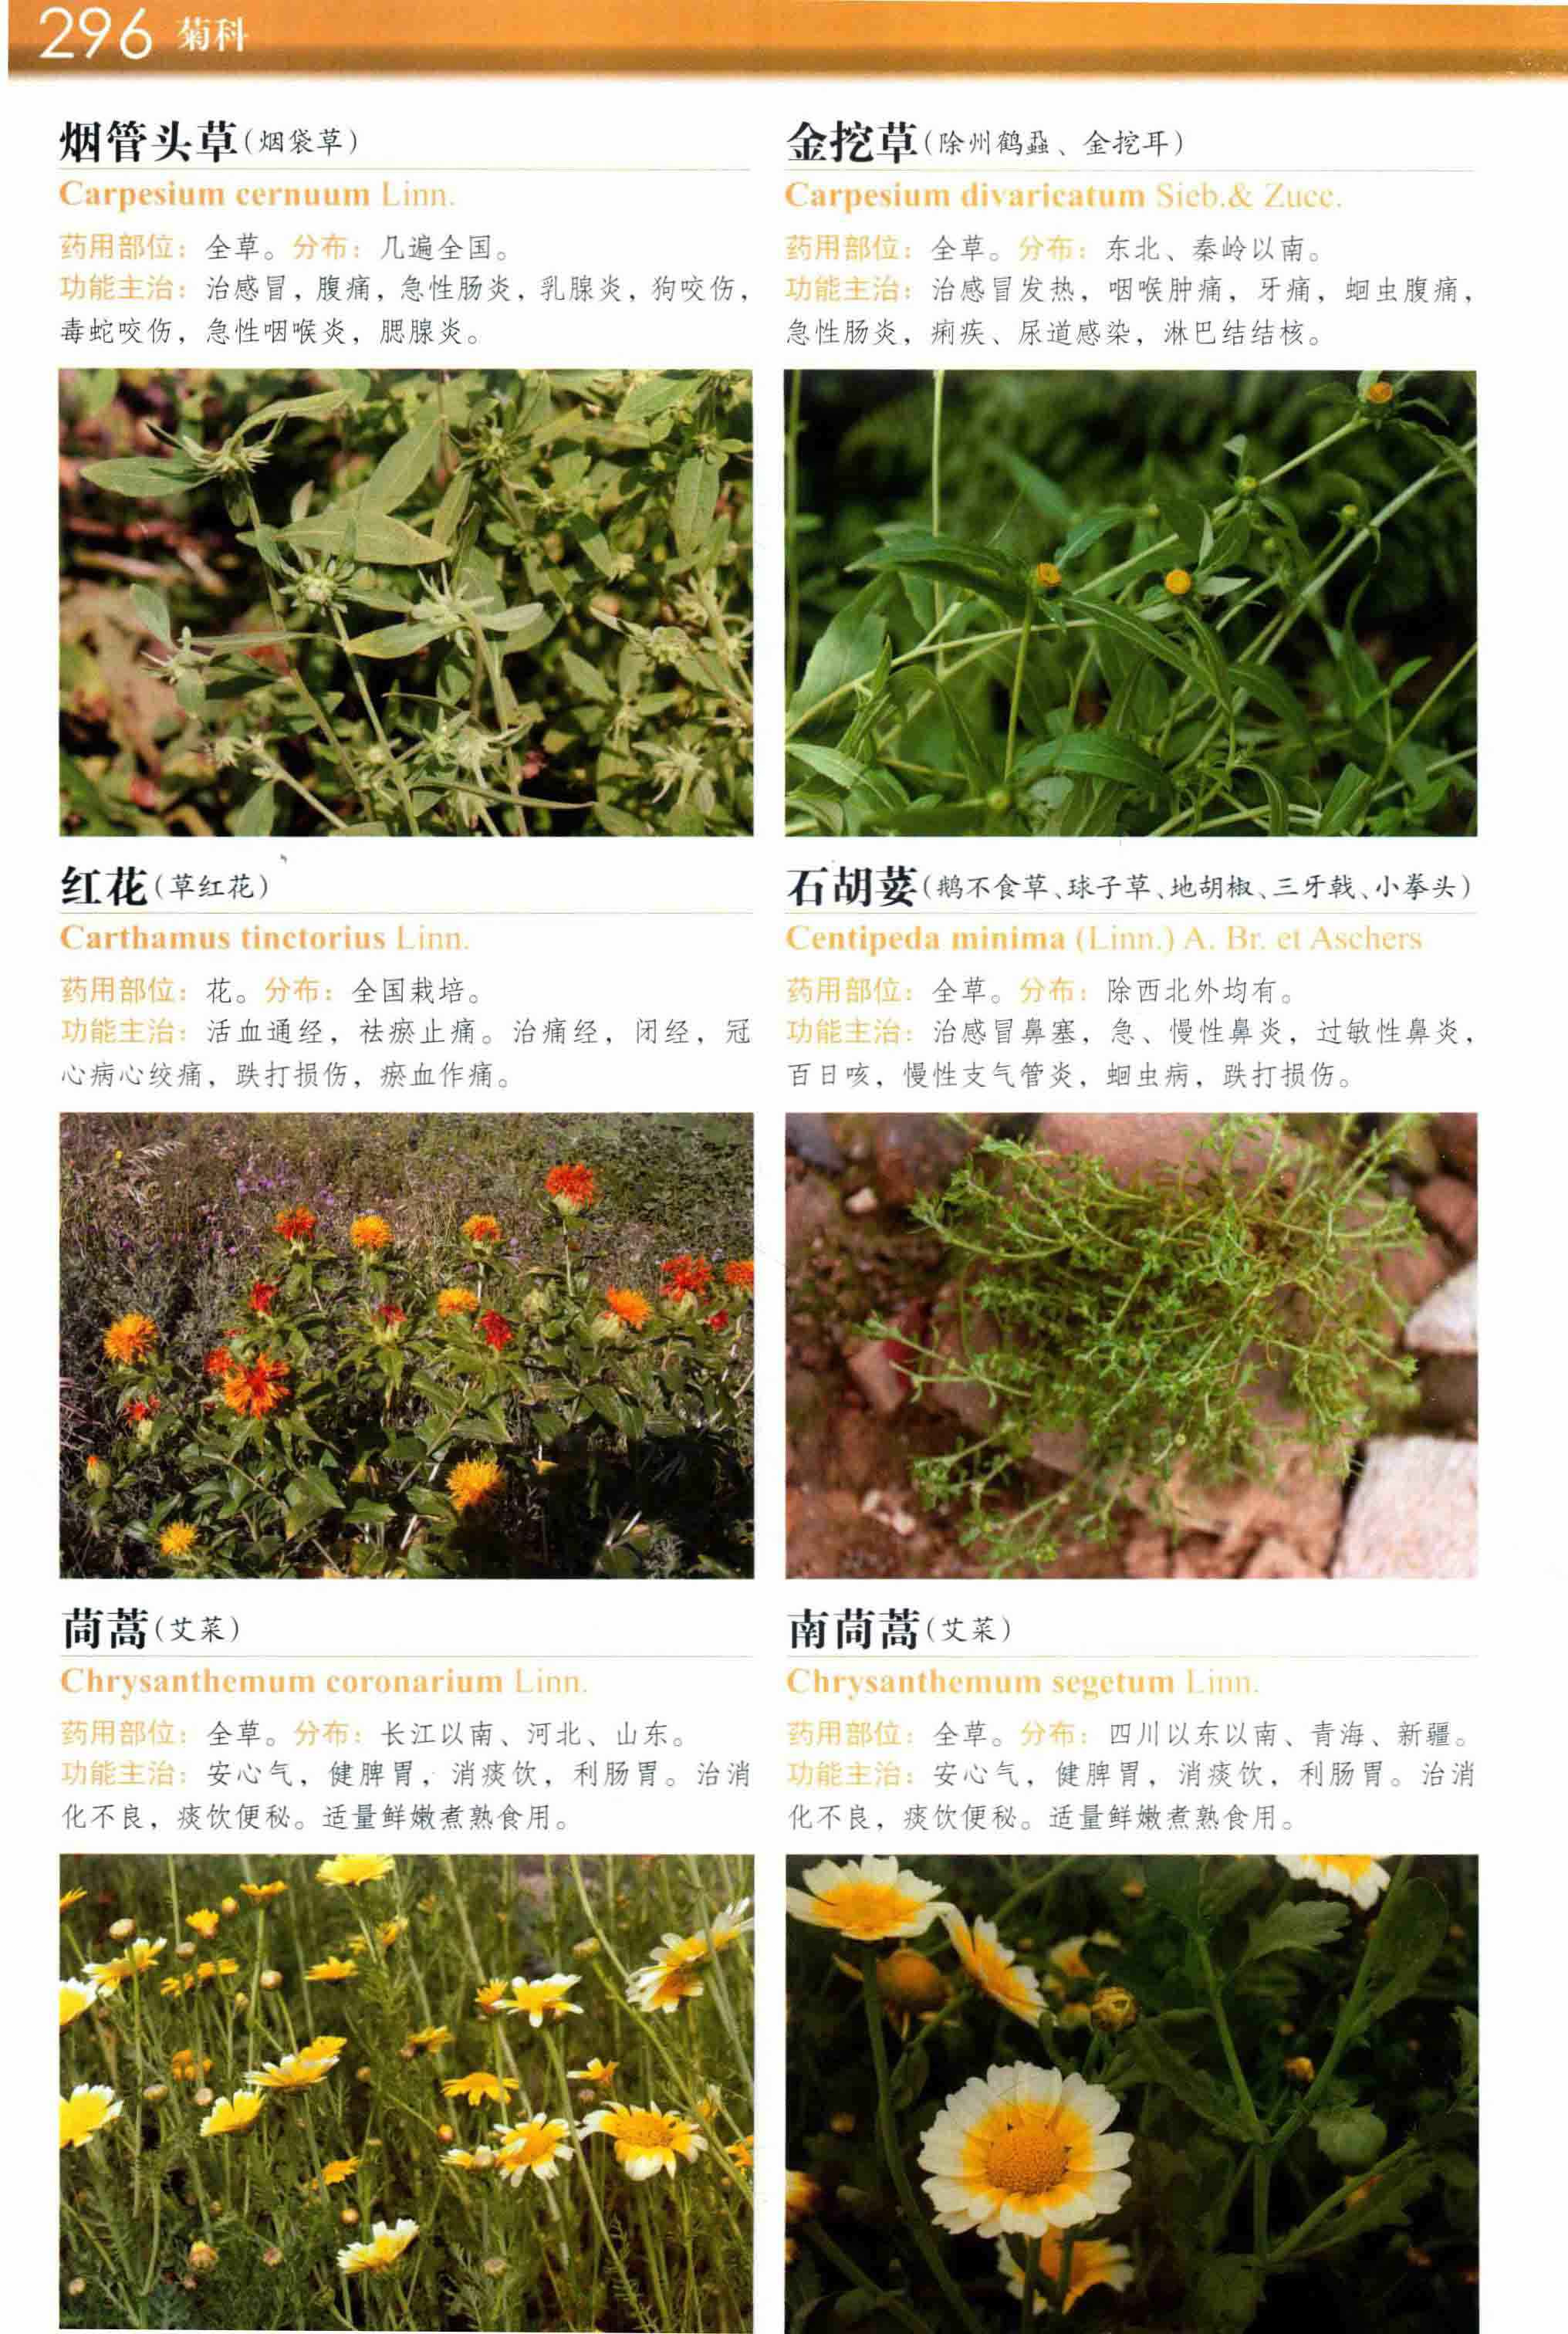 296 菊科
烟管头草(烟袋草)
Carpesium cernuum Linn.
药用部位：全草。分布：几遍全国。
功能主治：治感冒，腹痛，急性肠炎，乳腺炎，狗咬伤，
毒蛇咬伤，急性咽喉炎，腮腺炎。
金挖草(除州鹤虱、金挖耳)
Carpesium divaricatum Sieb.& Zucc.
药用部位：全草。分布：东北、秦岭以南。
功能主治：治感冒发热，咽喉肿痛，牙痛，蛔虫腹痛，
急性肠炎，痢疾、尿道感染，淋巴结结核。
红花(草红花)
Carthamus tinctorius Linn.
药用部位：花。分布：全国栽培。
功能主治：活血通经，祛瘀止痛。治痛经，闭经，冠
心病心绞痛，跌打损伤，瘀血作痛。
石胡荽(鹅不食草、球子草、地胡椒、三牙戟、小拳头)
Centipeda minima (Linn.) A. Br. et Aschers
药用部位：全草。分布：除西北外均有。
功能主治：治感冒鼻塞，急、慢性鼻炎，过敏性鼻炎，
百日咳，慢性支气管炎，蛔虫病，跌打损伤。
茼蒿(艾菜)
Chrysanthemum coronarium Linn.
药用部位：全草。分布：长江以南、河北、山东。
功能主治：安心气，健脾胃，消痰饮，利肠胃。治消
化不良，痰饮便秘。适量鲜嫩煮熟食用。
南茼蒿(艾菜)
Chrysanthemum segetum Linn.
药用部位：全草。分布：四川以东以南、青海、新疆。
功能主治：安心气，健脾胃，消痰饮，利肠胃。治消
化不良，痰饮便秘。适量鲜嫩煮熟食用。